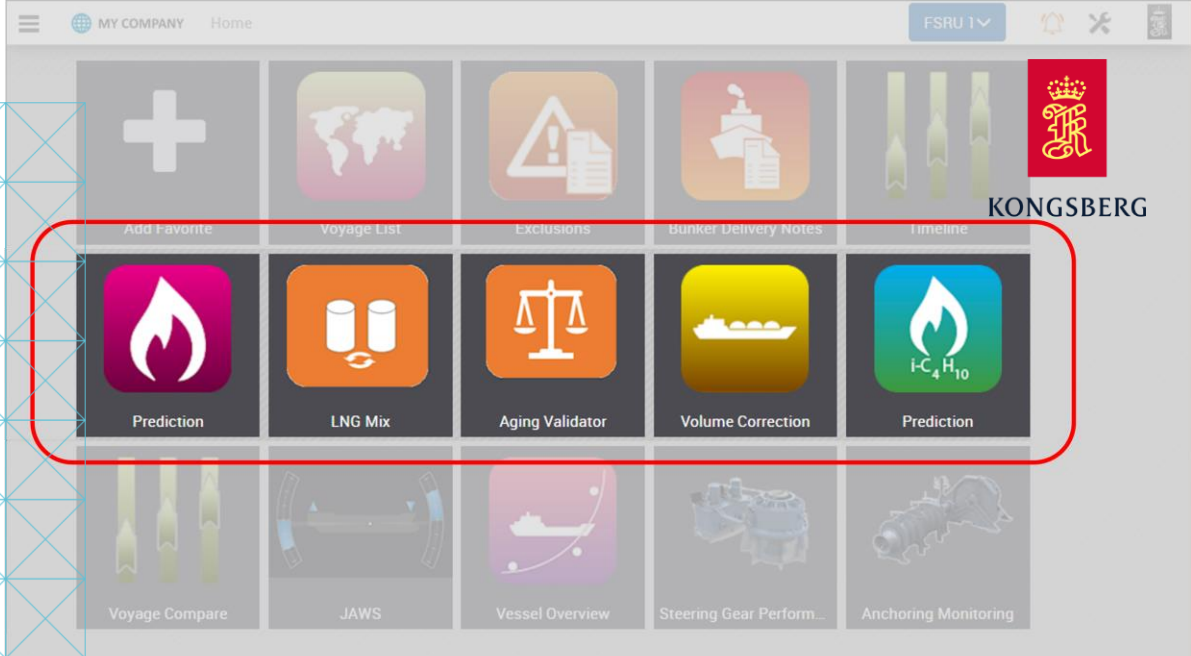 MY COMPANY Home FSRU 1
KONGSBERG
Add Favorite Voyage List Exclusions Bunker Delivery Notes Timeline
i-C4H10
Prediction LNG Mix Aging Validator Volume Correction Prediction
Voyage Compare JAWS Vessel Overview Steering Gear Perform... Anchoring Monitoring